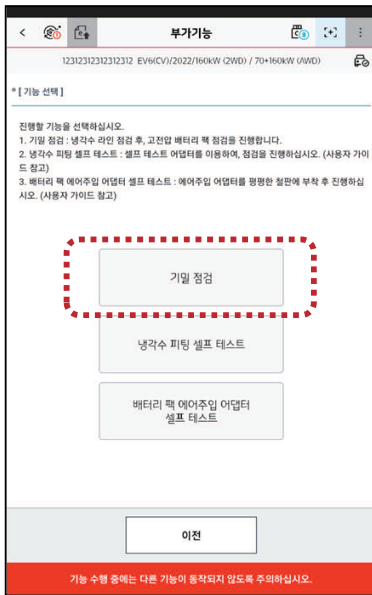 부가기능
12312312312312312 EV6(CV)/2022/160kW (2WD) / 70+160kW (AWD)
* [ 기능 선택 ]
진행할 기능을 선택하십시오.
1. 기밀 점검 : 냉각수 라인 점검 후, 고전압 배터리 팩 점검을 진행합니다.
2. 냉각수 피팅 셀프 테스트 : 셀프 테스트 어댑터를 이용하여, 점검을 진행하십시오. (사용자 가이
드 참고)
3. 배터리 팩 에어주입 어댑터 셀프 테스트 : 에어주입 어댑터를 평평한 철판에 부착 후 진행하십
시오. (사용자 가이드 참고)
기밀 점검
냉각수 피팅 셀프 테스트
배터리 팩 에어주입 어댑터
셀프 테스트
이전
기능 수행 중에는 다른 기능이 동작되지 않도록 주의하십시오.